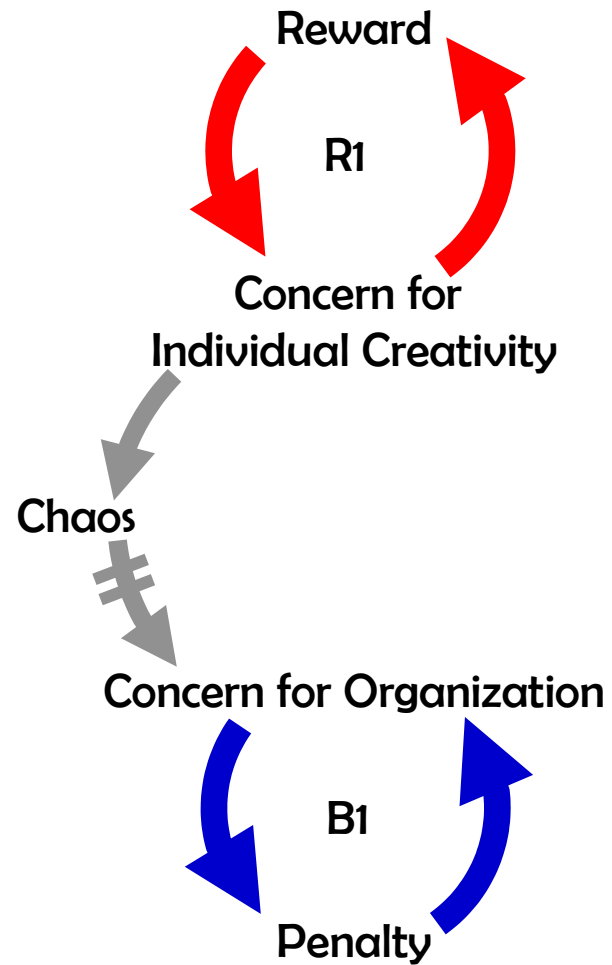 Reward
R1
Concern for
Individual Creativity
Chaos
Concern for Organization
B1
Penalty